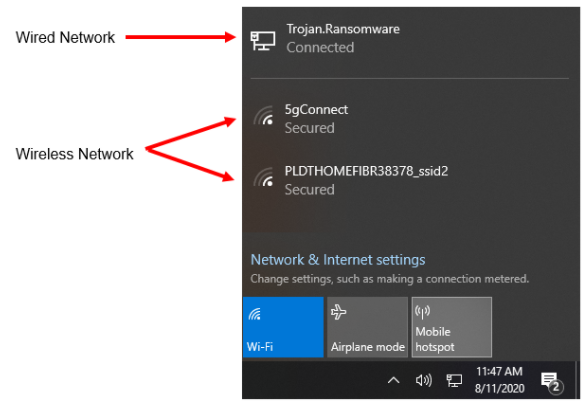 Wired Network
Trojan.Ransomware
Connected
5gConnect
Secured
Wireless Network
PLDTHOMEFIBR38378_ssid2
Secured
Network & Internet settings
Change settings, such as making a connection metered.
Wi-Fi
Airplane mode
Mobile
hotspot
11:47 AM
8/11/2020
2